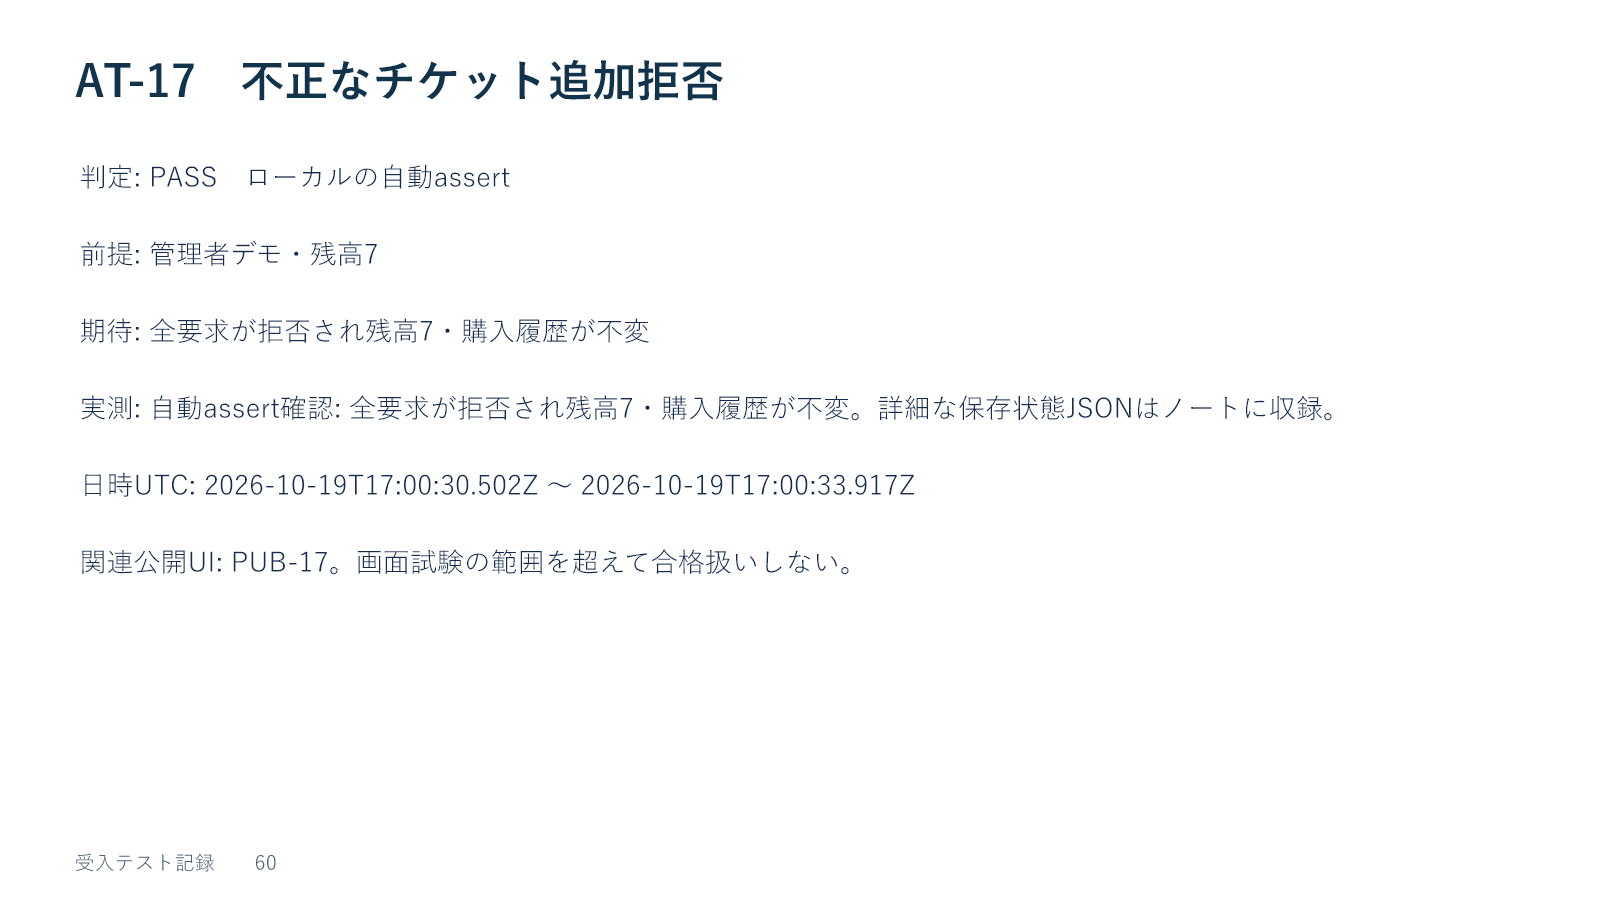 AT-17　不正なチケット追加拒否
判定: PASS　ローカルの自動assert
前提: 管理者デモ・残高7
期待: 全要求が拒否され残高7・購入履歴が不変
実測: 自動assert確認: 全要求が拒否され残高7・購入履歴が不変。詳細な保存状態JSONはノートに収録。
日時UTC: 2026-10-19T17:00:30.502Z ～ 2026-10-19T17:00:33.917Z
関連公開UI: PUB-17。画面試験の範囲を超えて合格扱いしない。
受入テスト記録　　60